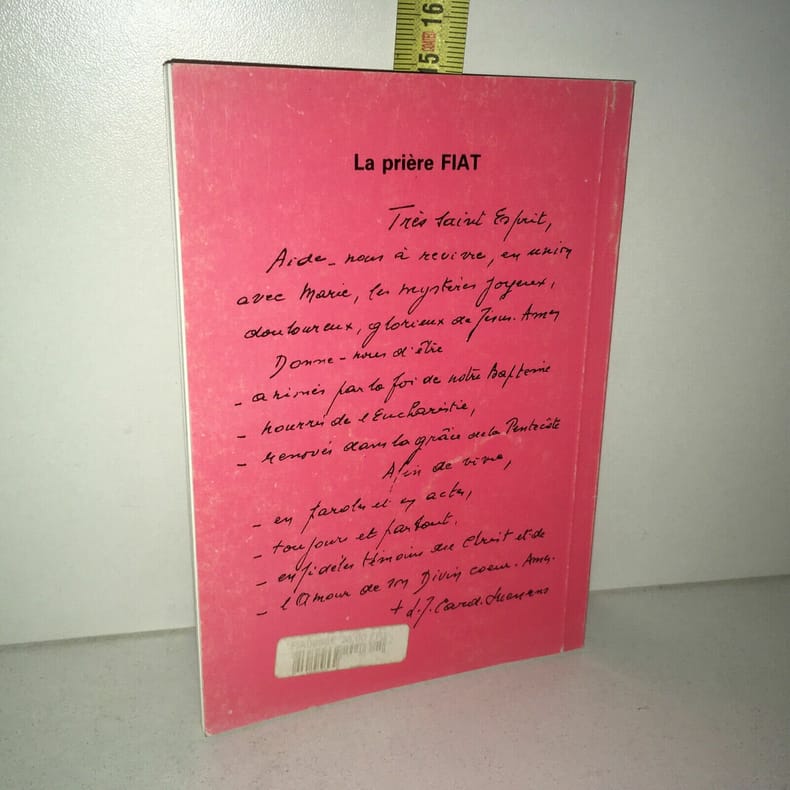 16
15
La prière FIAT
Très Saint Esprit,
Aide-nous à revivre, en union
avec Marie, les mystères joyeux,
douloureux, glorieux de Jésus. Amen
Donne-nous d'être
- animés par la foi de notre Baptême
- nourris de l'Eucharistie,
- renovés dans la grâce de la Pentecôte
Afin de vivre,
- en paroles et en actes,
- toujours et partout.
- en fidèles témoins du Christ et de
- l'Amour de son Divin coeur. Amen.
+ L. J. Card. Suenens